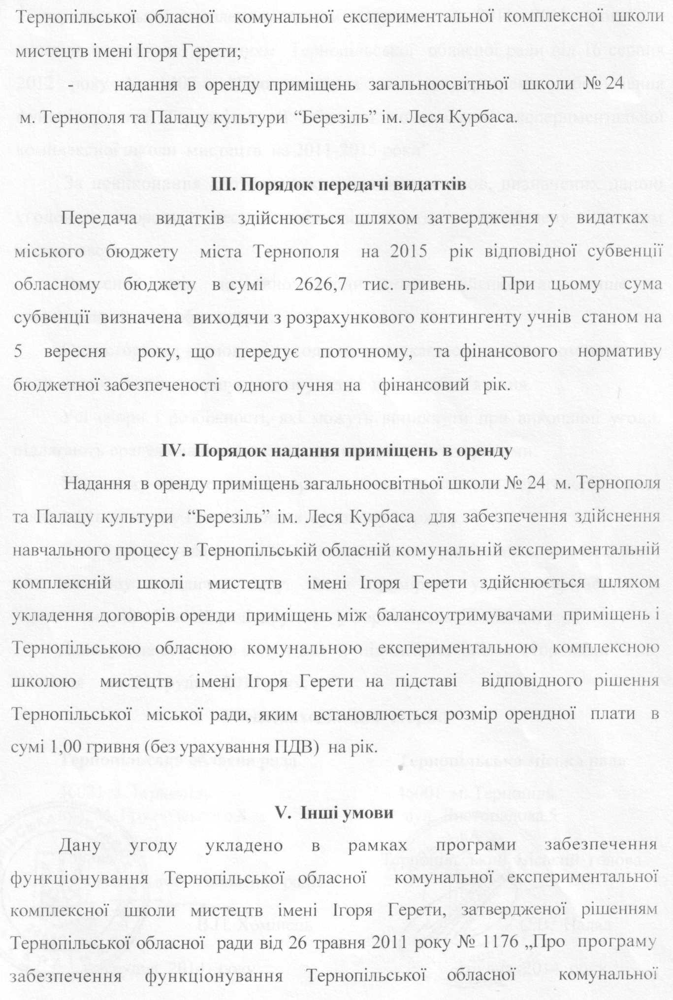 Тернопільської обласної комунальної експериментальної комплексної школи
мистецтв імені Ігоря Герети;
- надання в оренду приміщень загальноосвітньої школи № 24
м. Тернополя та Палацу культури “Березіль” ім. Леся Курбаса.
ІІІ. Порядок передачі видатків
Передача видатків здійснюється шляхом затвердження у видатках
міського бюджету міста Тернополя на 2015 рік відповідної субвенції
обласному бюджету в сумі 2626,7 тис. гривень. При цьому сума
субвенції визначена виходячи з розрахункового контингенту учнів станом на
5 вересня року, що передує поточному, та фінансового нормативу
бюджетної забезпеченості одного учня на фінансовий рік.
IV. Порядок надання приміщень в оренду
Надання в оренду приміщень загальноосвітньої школи № 24 м. Тернополя
та Палацу культури “Березіль” ім. Леся Курбаса для забезпечення здійснення
навчального процесу в Тернопільській обласній комунальній експериментальній
комплексній школі мистецтв імені Ігоря Герети здійснюється шляхом
укладення договорів оренди приміщень між балансоутримувачами приміщень і
Тернопільською обласною комунальною експериментальною комплексною
школою мистецтв імені Ігоря Герети на підставі відповідного рішення
Тернопільської міської ради, яким встановлюється розмір орендної плати в
сумі 1,00 гривня (без урахування ПДВ) на рік.
V. Інші умови
Дану угоду укладено в рамках програми забезпечення
функціонування Тернопільської обласної комунальної експериментальної
комплексної школи мистецтв імені Ігоря Герети, затвердженої рішенням
Тернопільської обласної ради від 26 травня 2011 року № 1176 „Про програму
забезпечення функціонування Тернопільської обласної комунальної